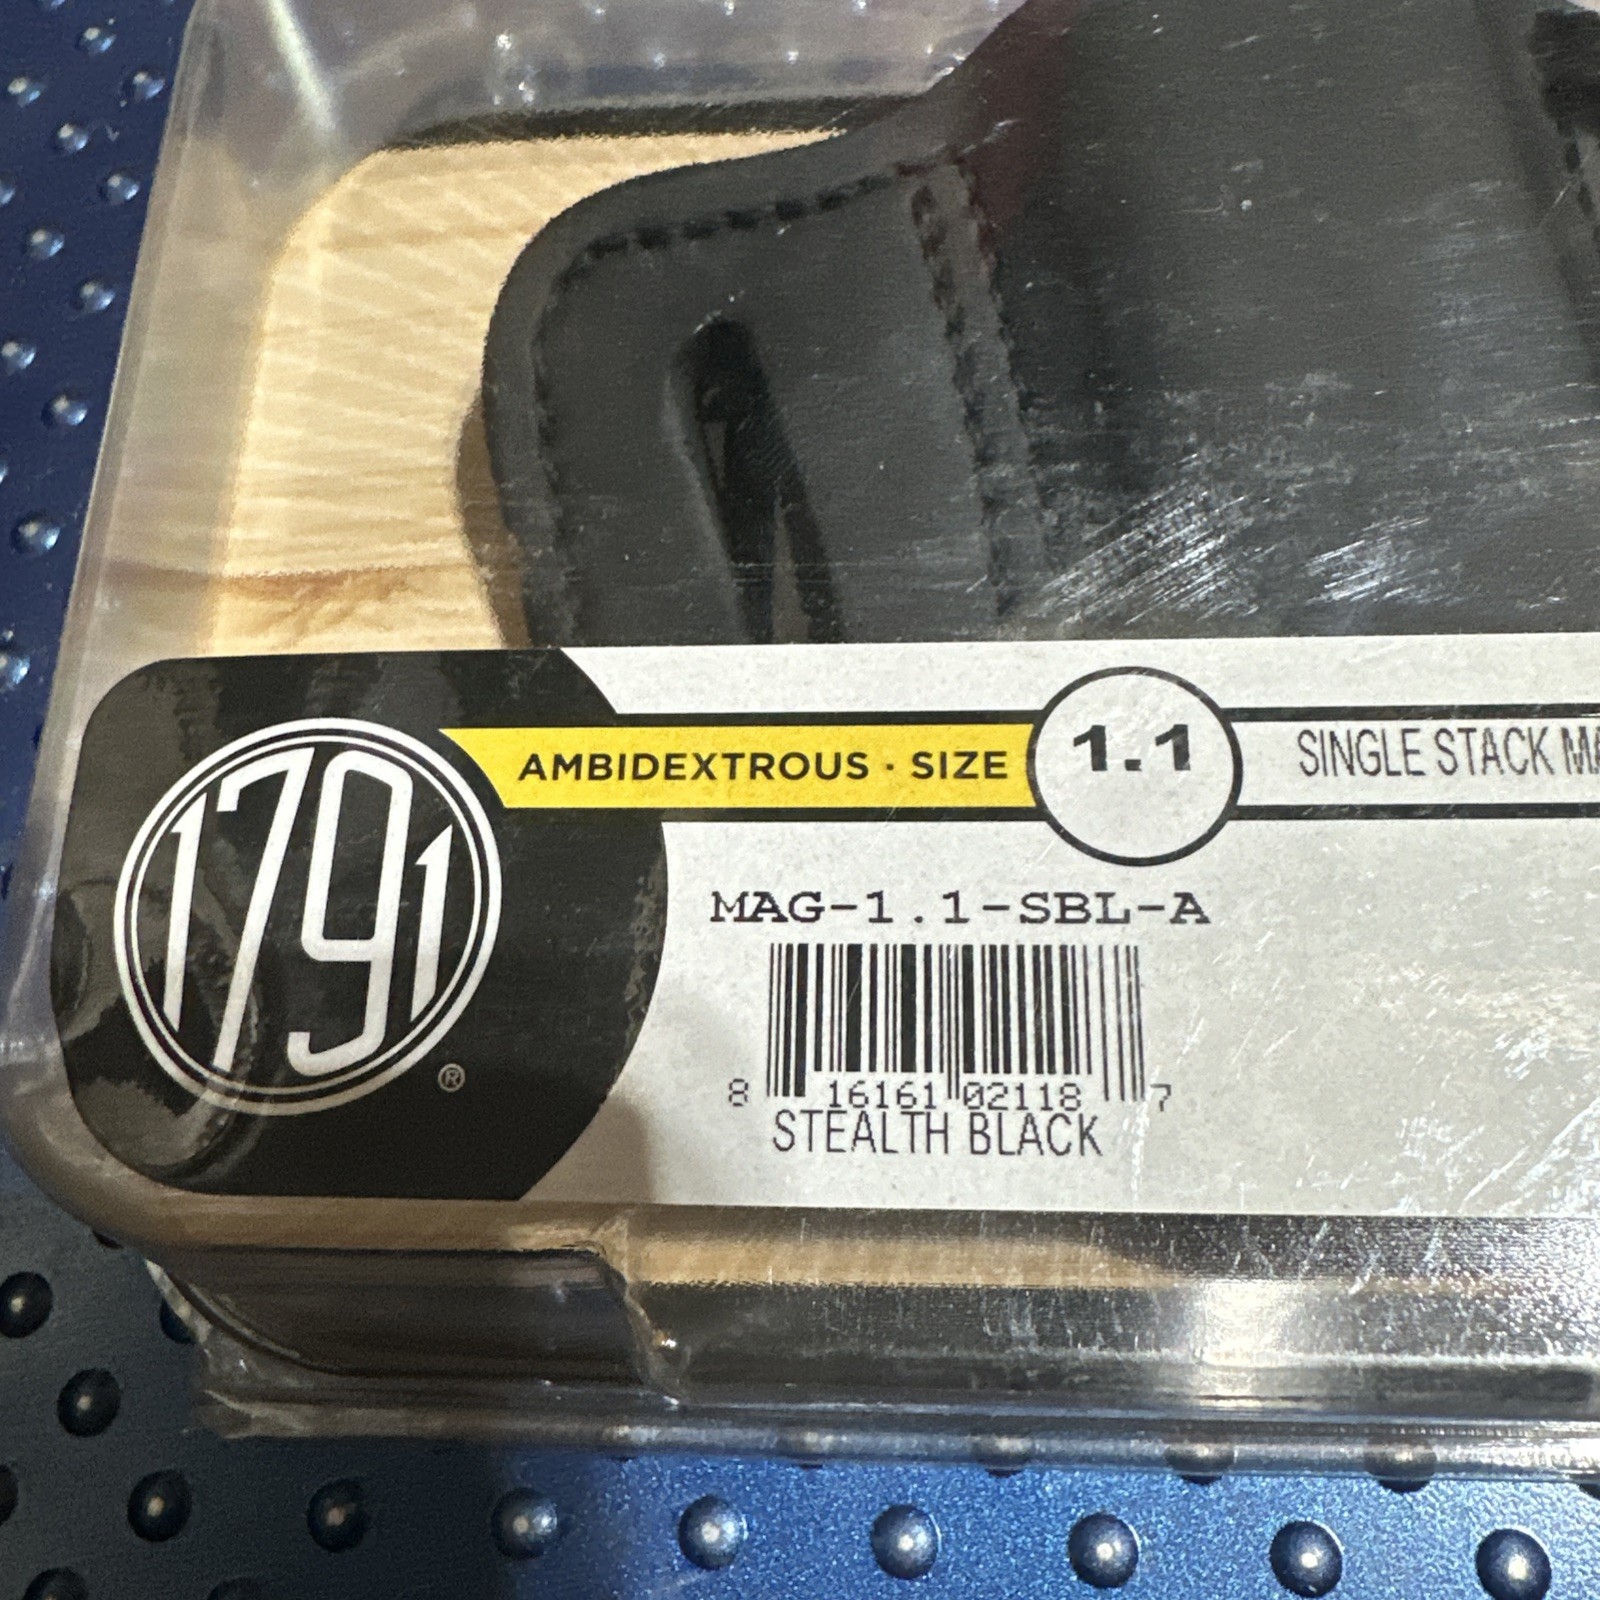 1791
®
AMBIDEXTROUS · SIZE 1.1 SINGLE STACK
MAG-1.1-SBL-A
8 16161 02118 7
STEALTH BLACK